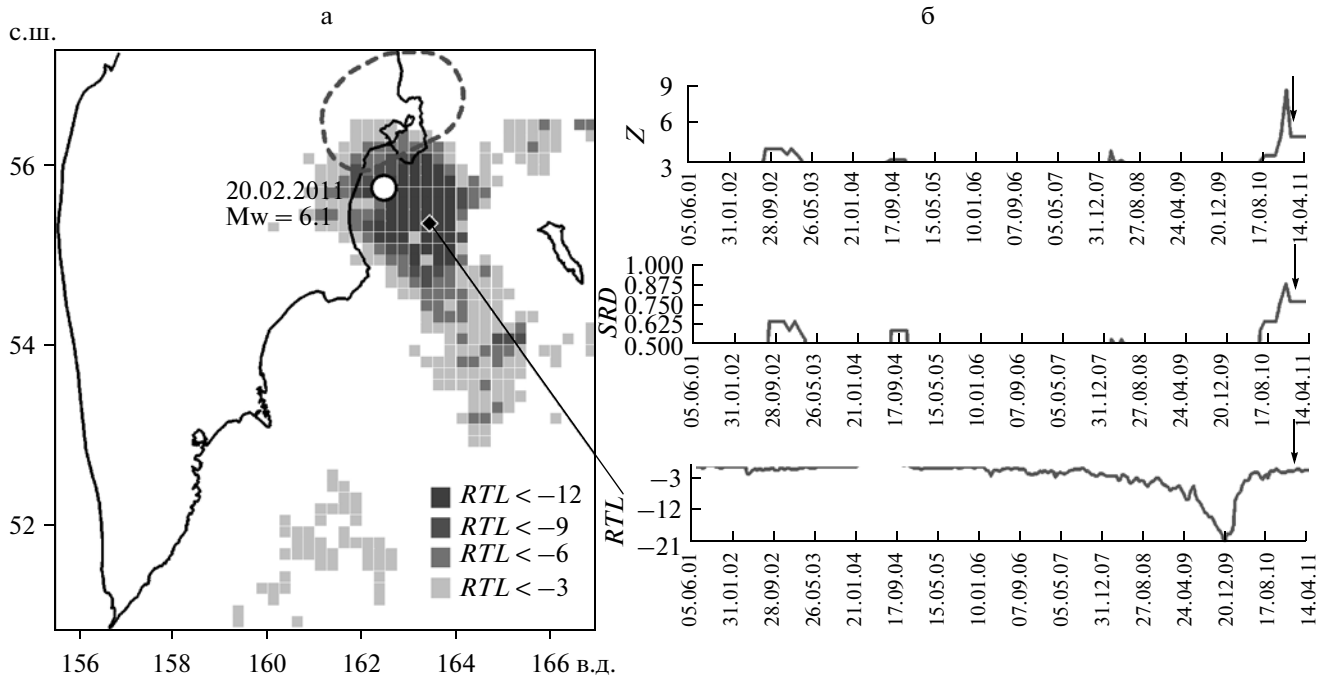 а
с.ш.
56
54
52
20.02.2011
Mw = 6.1
RTL < −12
RTL < −9
RTL < −6
RTL < −3
156 158 160 162 164 166 в.д.
б
Z
9
6
3
05.06.01 31.01.02 28.09.02 26.05.03 21.01.04 17.09.04 15.05.05 10.01.06 07.09.06 05.05.07 31.12.07 27.08.08 24.04.09 20.12.09 17.08.10 14.04.11
SRD
1.000
0.875
0.750
0.625
0.500
05.06.01 31.01.02 28.09.02 26.05.03 21.01.04 17.09.04 15.05.05 10.01.06 07.09.06 05.05.07 31.12.07 27.08.08 24.04.09 20.12.09 17.08.10 14.04.11
RTL
−3
−12
−21
05.06.01 31.01.02 28.09.02 26.05.03 21.01.04 17.09.04 15.05.05 10.01.06 07.09.06 05.05.07 31.12.07 27.08.08 24.04.09 20.12.09 17.08.10 14.04.11